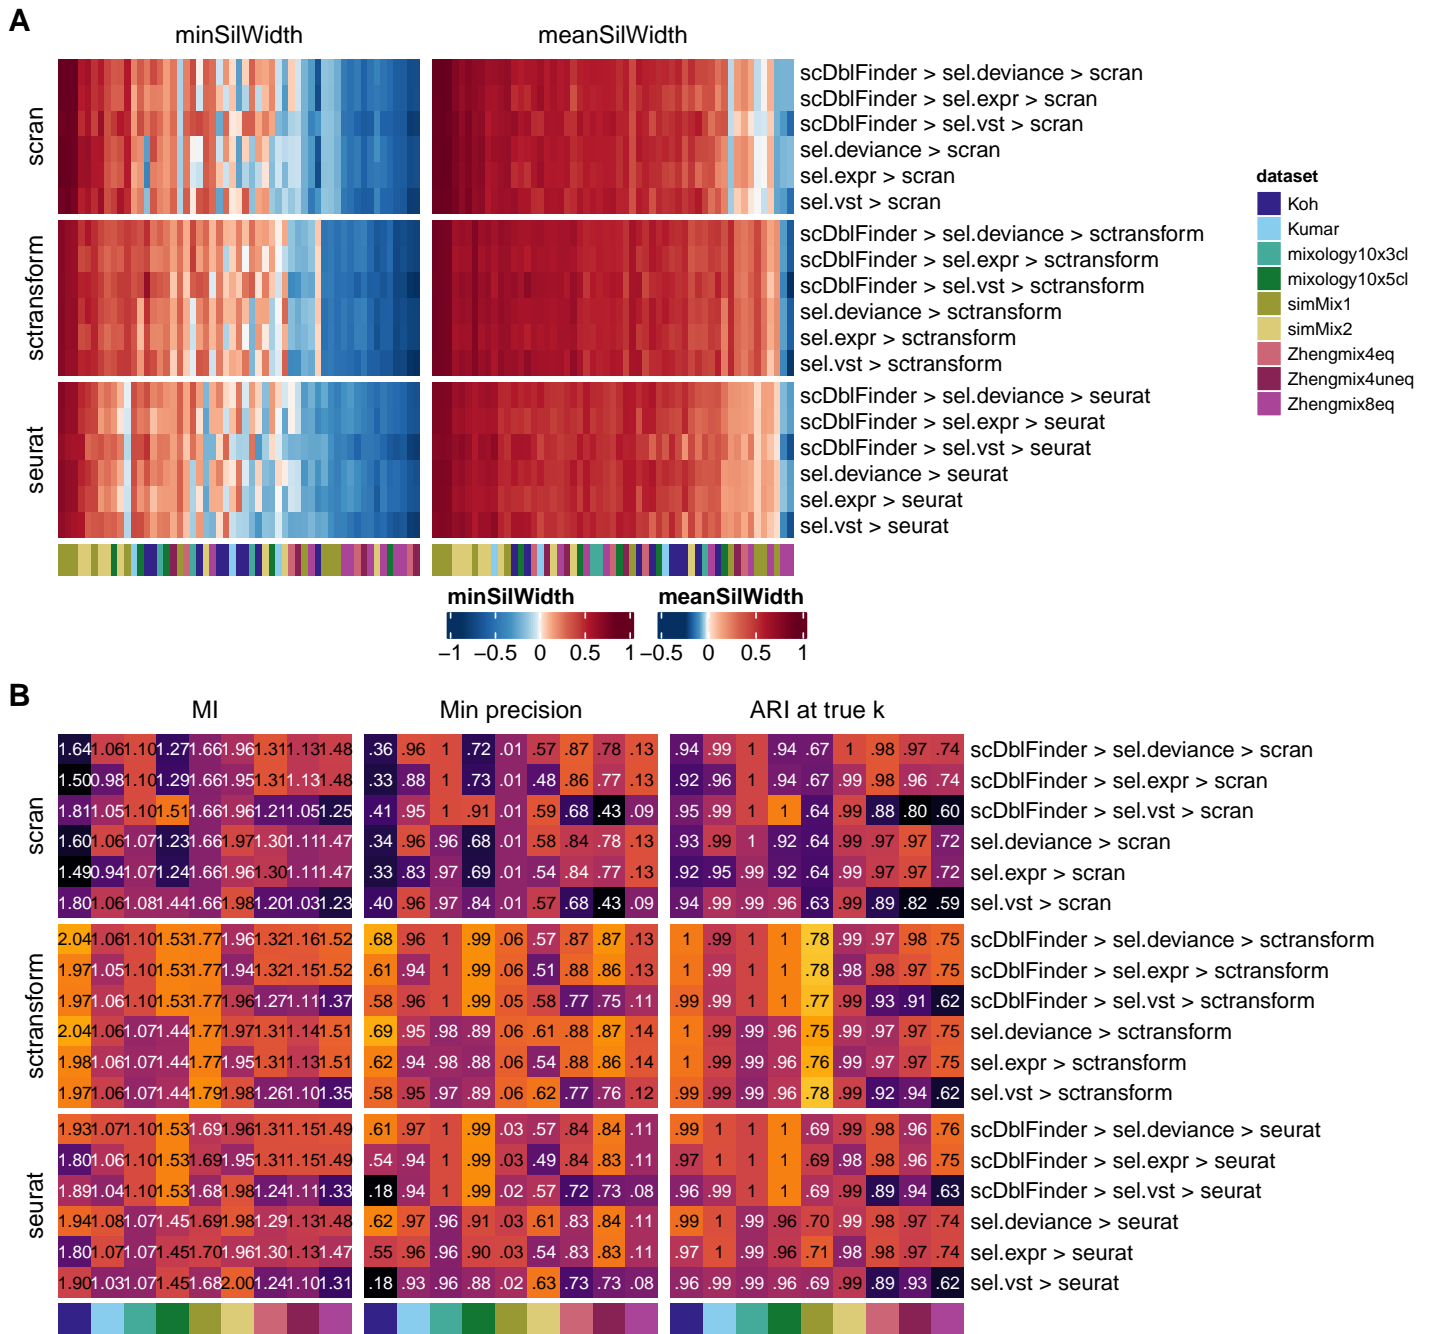 A
minSilWidth meanSilWidth
scran
scDblFinder > sel.deviance > scran
scDblFinder > sel.expr > scran
scDblFinder > sel.vst > scran
sel.deviance > scran
sel.expr > scran
sel.vst > scran
sctransform
scDblFinder > sel.deviance > sctransform
scDblFinder > sel.expr > sctransform
scDblFinder > sel.vst > sctransform
sel.deviance > sctransform
sel.expr > sctransform
sel.vst > sctransform
seurat
scDblFinder > sel.deviance > seurat
scDblFinder > sel.expr > seurat
scDblFinder > sel.vst > seurat
sel.deviance > seurat
sel.expr > seurat
sel.vst > seurat
dataset
Koh
Kumar
mixology10x3cl
mixology10x5cl
simMix1
simMix2
Zhengmix4eq
Zhengmix4uneq
Zhengmix8eq
minSilWidth meanSilWidth
−1 −0.5 0 0.5 1 −0.5 0 0.5 1
B
MI Min precision ARI at true k
scran
1.64 1.06 1.10 1.27 1.66 1.96 1.31 1.13 1.48 .36 .96 1 .72 .01 .57 .87 .78 .13 .94 .99 1 .94 .67 1 .98 .97 .74 scDblFinder > sel.deviance > scran
1.50 0.98 1.10 1.29 1.66 1.95 1.31 1.13 1.48 .33 .88 1 .73 .01 .48 .86 .77 .13 .92 .96 1 .94 .67 .99 .98 .96 .74 scDblFinder > sel.expr > scran
1.81 1.05 1.10 1.51 1.66 1.96 1.21 1.05 1.25 .41 .95 1 .91 .01 .59 .68 .43 .09 .95 .99 1 1 .64 .99 .88 .80 .60 scDblFinder > sel.vst > scran
1.60 1.06 1.07 1.23 1.66 1.97 1.30 1.11 1.47 .34 .96 .96 .68 .01 .58 .84 .78 .13 .93 .99 1 .92 .64 .99 .97 .97 .72 sel.deviance > scran
1.49 0.94 1.07 1.24 1.66 1.96 1.30 1.11 1.47 .33 .83 .97 .69 .01 .54 .84 .77 .13 .92 .95 .99 .92 .64 .99 .97 .97 .72 sel.expr > scran
1.80 1.06 1.08 1.44 1.66 1.98 1.20 1.03 1.23 .40 .96 .97 .84 .01 .57 .68 .43 .09 .94 .99 .99 .96 .63 .99 .89 .82 .59 sel.vst > scran
sctransform
2.04 1.06 1.10 1.53 1.77 1.96 1.32 1.16 1.52 .68 .96 1 .99 .06 .57 .87 .87 .13 1 .99 1 1 .78 .99 .97 .98 .75 scDblFinder > sel.deviance > sctransform
1.97 1.05 1.10 1.53 1.77 1.94 1.32 1.15 1.52 .61 .94 1 .99 .06 .51 .88 .86 .13 1 .99 1 1 .78 .98 .98 .97 .75 scDblFinder > sel.expr > sctransform
1.97 1.06 1.10 1.53 1.77 1.96 1.27 1.11 1.37 .58 .96 1 .99 .05 .58 .77 .75 .11 .99 .99 1 1 .77 .99 .93 .91 .62 scDblFinder > sel.vst > sctransform
2.04 1.06 1.07 1.44 1.77 1.97 1.31 1.14 1.51 .69 .95 .98 .89 .06 .61 .88 .87 .14 1 .99 .99 .96 .75 .99 .97 .97 .75 sel.deviance > sctransform
1.98 1.06 1.07 1.44 1.77 1.95 1.31 1.13 1.51 .62 .94 .98 .88 .06 .54 .88 .86 .14 1 .99 .99 .96 .76 .99 .97 .97 .75 sel.expr > sctransform
1.97 1.06 1.07 1.44 1.79 1.98 1.26 1.10 1.35 .58 .95 .97 .89 .06 .62 .77 .76 .12 .99 .99 .99 .96 .78 .99 .92 .94 .62 sel.vst > sctransform
seurat
1.93 1.07 1.10 1.53 1.69 1.96 1.31 1.15 1.49 .61 .97 1 .99 .03 .57 .84 .84 .11 .99 1 1 1 .69 .99 .98 .96 .76 scDblFinder > sel.deviance > seurat
1.80 1.06 1.10 1.53 1.69 1.95 1.31 1.15 1.49 .54 .94 1 .99 .03 .49 .84 .83 .11 .97 1 1 1 .69 .98 .98 .96 .75 scDblFinder > sel.expr > seurat
1.89 1.04 1.10 1.53 1.68 1.98 1.24 1.11 1.33 .18 .94 1 .99 .02 .57 .72 .73 .08 .96 .99 1 1 .69 .99 .89 .94 .63 scDblFinder > sel.vst > seurat
1.94 1.08 1.07 1.45 1.69 1.98 1.29 1.13 1.48 .62 .97 .96 .91 .03 .61 .83 .84 .11 .99 1 .99 .96 .70 .99 .98 .97 .74 sel.deviance > seurat
1.80 1.07 1.07 1.45 1.70 1.96 1.30 1.13 1.47 .55 .96 .96 .90 .03 .54 .83 .83 .11 .97 1 .99 .96 .71 .98 .98 .97 .74 sel.expr > seurat
1.90 1.03 1.07 1.45 1.68 2.00 1.24 1.10 1.31 .18 .93 .96 .88 .02 .63 .73 .73 .08 .96 .99 .99 .96 .69 .99 .89 .93 .62 sel.vst > seurat